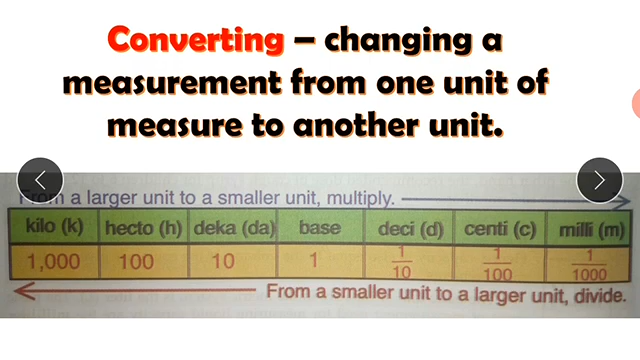 Converting – changing a
measurement from one unit of
measure to another unit.
From a larger unit to a smaller unit, multiply.
kilo (k) hecto (h) deka (da) base deci (d) centi (c) milli (m)
1,000 100 10 1 1/10 1/100 1/1000
From a smaller unit to a larger unit, divide.